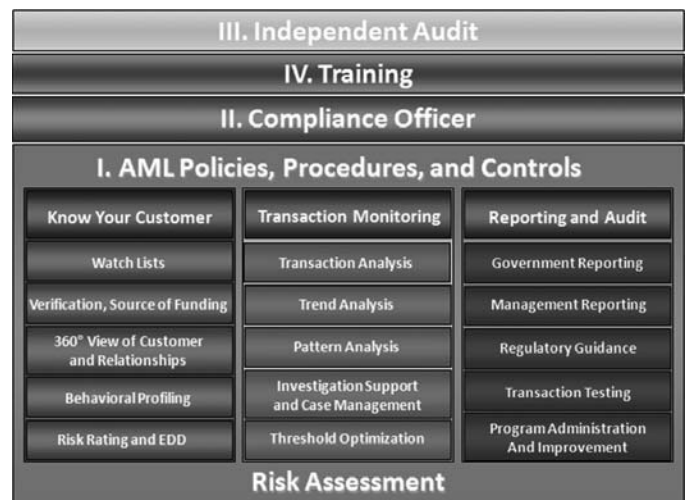 III. Independent Audit
IV. Training
II. Compliance Officer
I. AML Policies, Procedures, and Controls
Know Your Customer
Watch Lists
Verification, Source of Funding
360° View of Customer
and Relationships
Behavioral Profiling
Risk Rating and EDD
Transaction Monitoring
Transaction Analysis
Trend Analysis
Pattern Analysis
Investigation Support
and Case Management
Threshold Optimization
Reporting and Audit
Government Reporting
Management Reporting
Regulatory Guidance
Transaction Testing
Program Administration
And Improvement
Risk Assessment